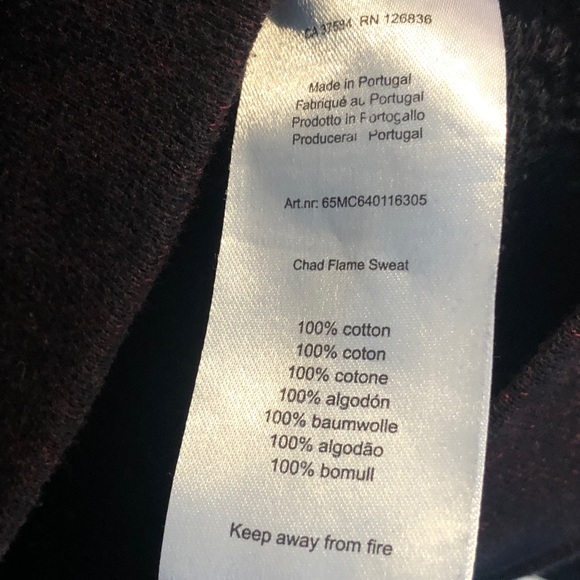 CA 37594 RN 126836
Made in Portugal
Fabriqué au Portugal
Prodotto in Portogallo
Producerai Portugal
Art.nr: 65MC640116305
Chad Flame Sweat
100% cotton
100% coton
100% cotone
100% algodón
100% baumwolle
100% algodão
100% bomull
Keep away from fire